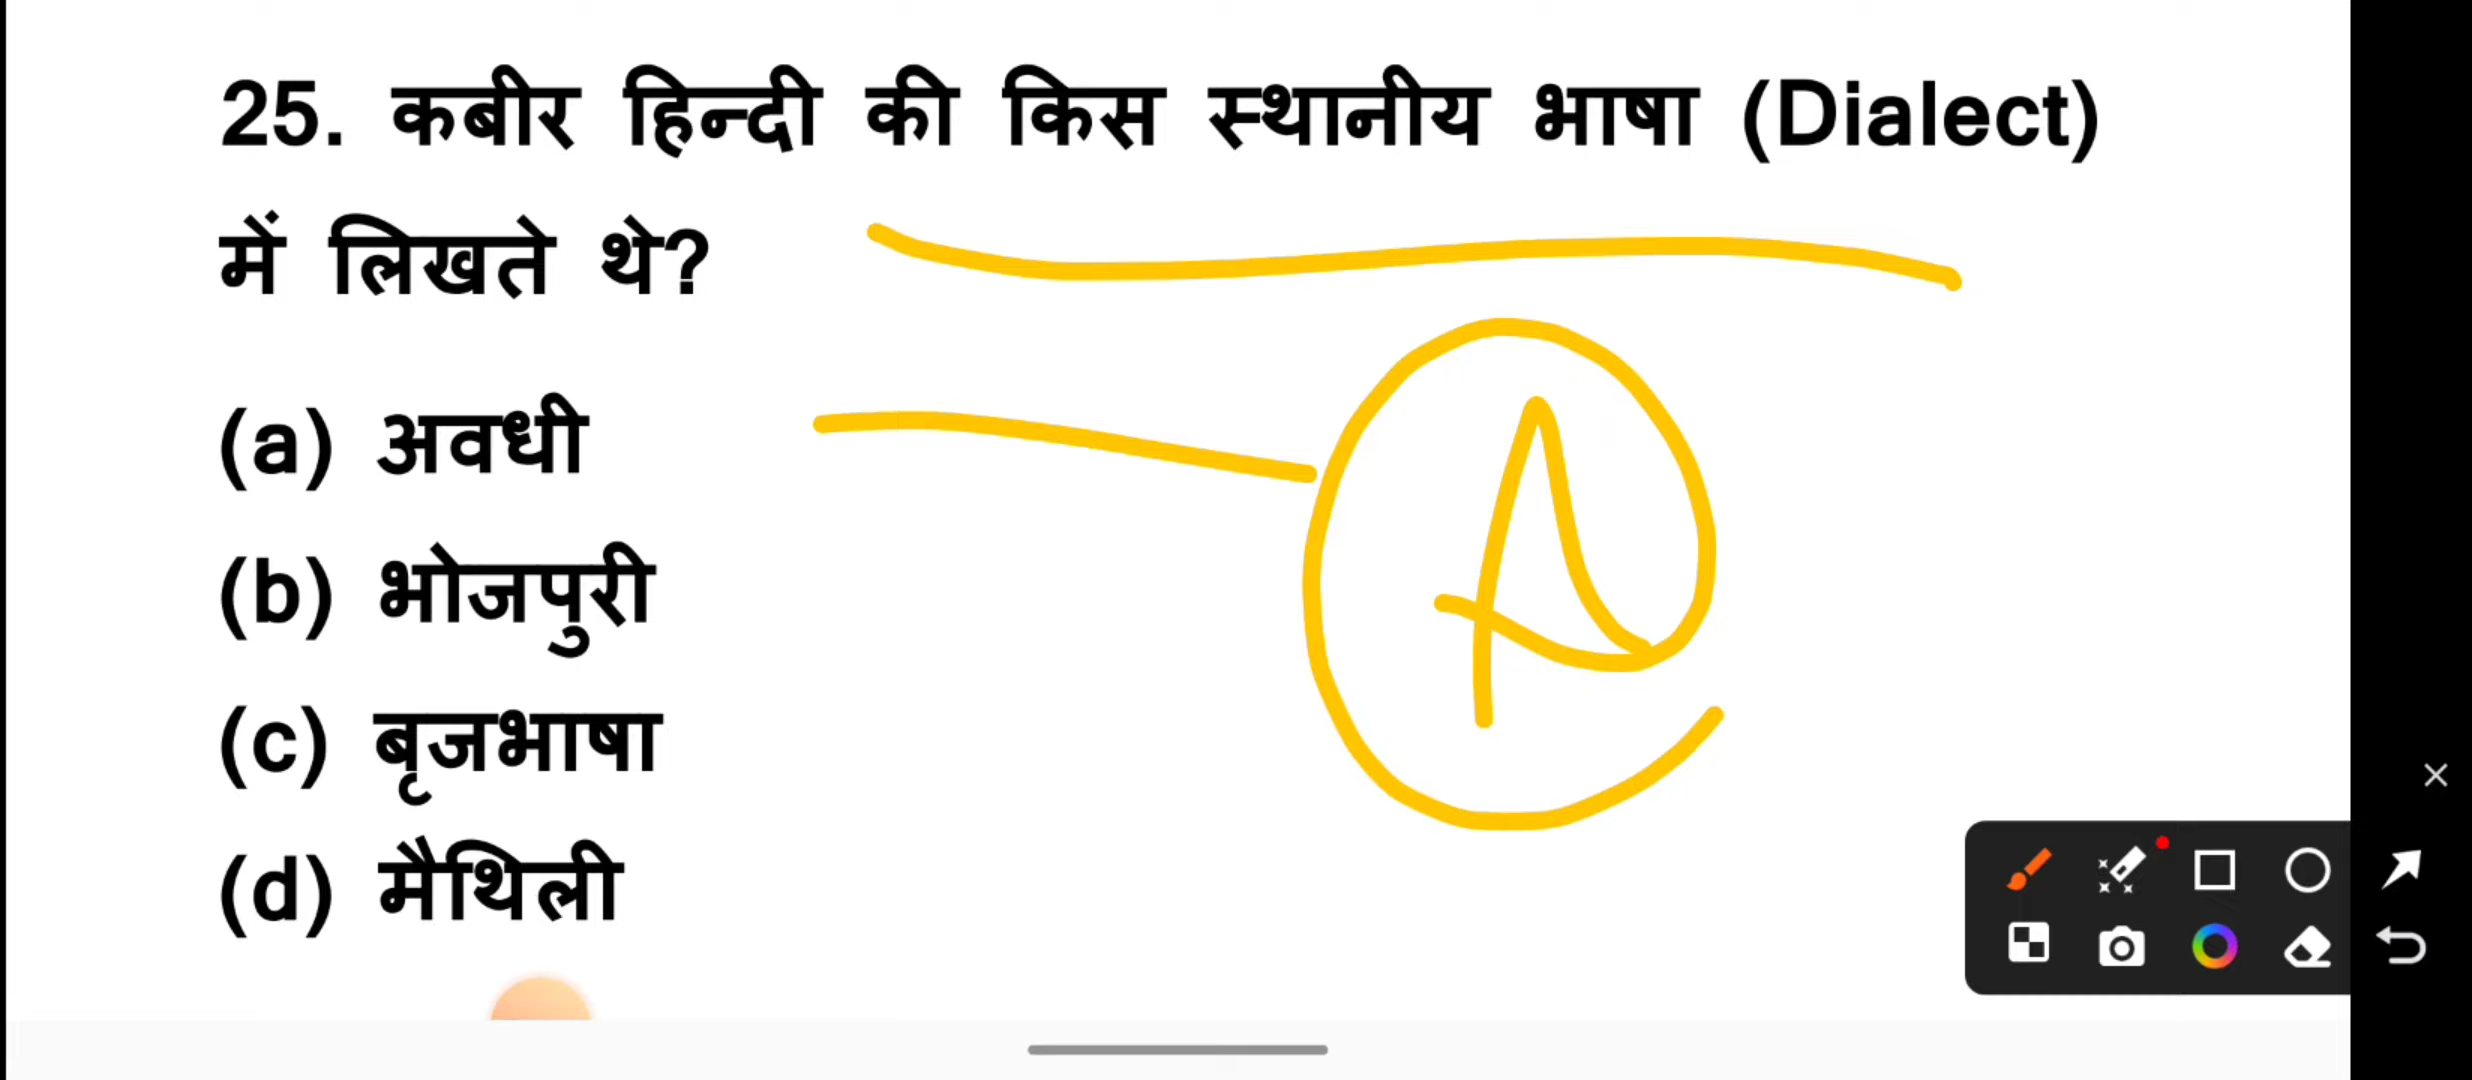 25. कबीर हिन्दी की किस स्थानीय भाषा (Dialect)
में लिखते थे?
(a) अवधी
A
(b) भोजपुरी
(c) बृजभाषा
(d) मैथिली